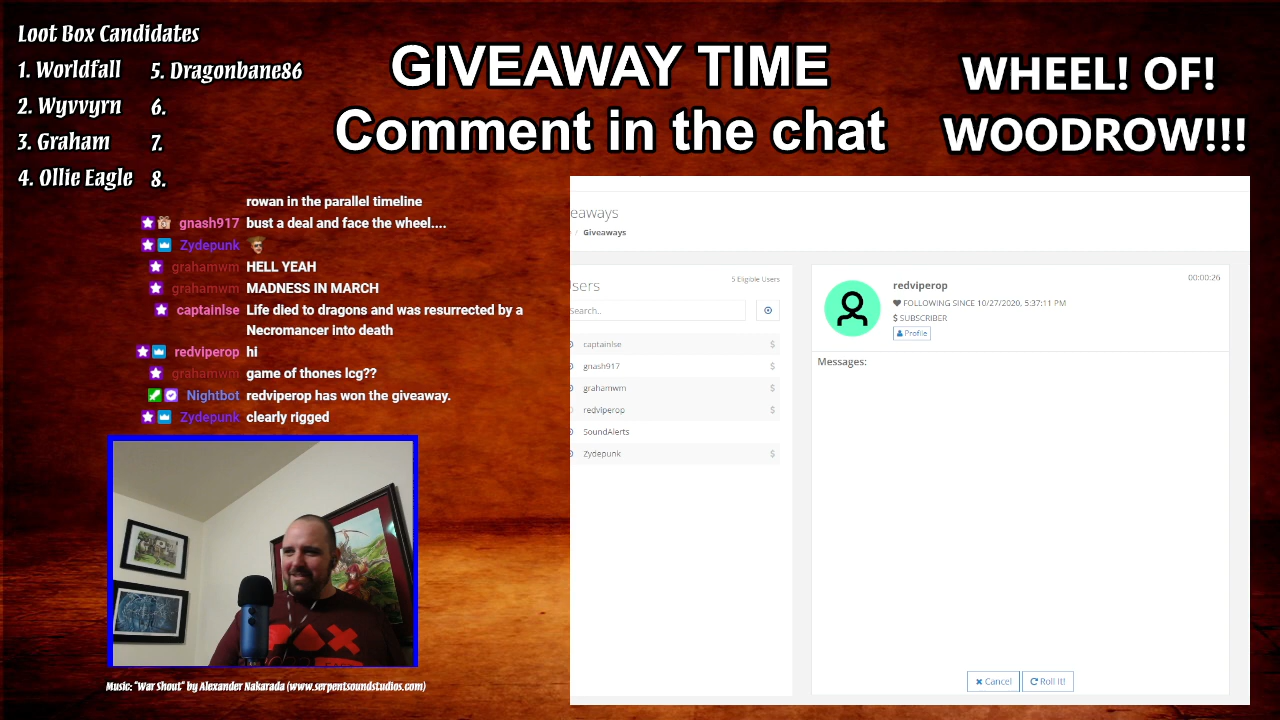 Loot Box Candidates
1. Worldfall
2. Wyvvyrn
3. Graham
4. Ollie Eagle
5. Dragonbane86
6.
7.
8.
GIVEAWAY TIME
Comment in the chat
WHEEL! OF!
WOODROW!!!
rowan in the parallel timeline
gnash917 bust a deal and face the wheel....
Zydepunk
grahamwm HELL YEAH
grahamwm MADNESS IN MARCH
captainlse Life died to dragons and was resurrected by a
Necromancer into death
redviperop hi
grahamwm game of thones lcg??
Nightbot redviperop has won the giveaway.
Zydepunk clearly rigged
PAX
Music: "War Shout" by Alexander Nakarada (www.serpentsoundstudios.com)
eaways
/ Giveaways
sers
5 Eligible Users
Search..
captainlse $
gnash917 $
grahamwm $
redviperop $
SoundAlerts
Zydepunk $
00:00:26
redviperop
FOLLOWING SINCE 10/27/2020, 5:37:11 PM
$ SUBSCRIBER
Profile
Messages:
Cancel
Roll It!